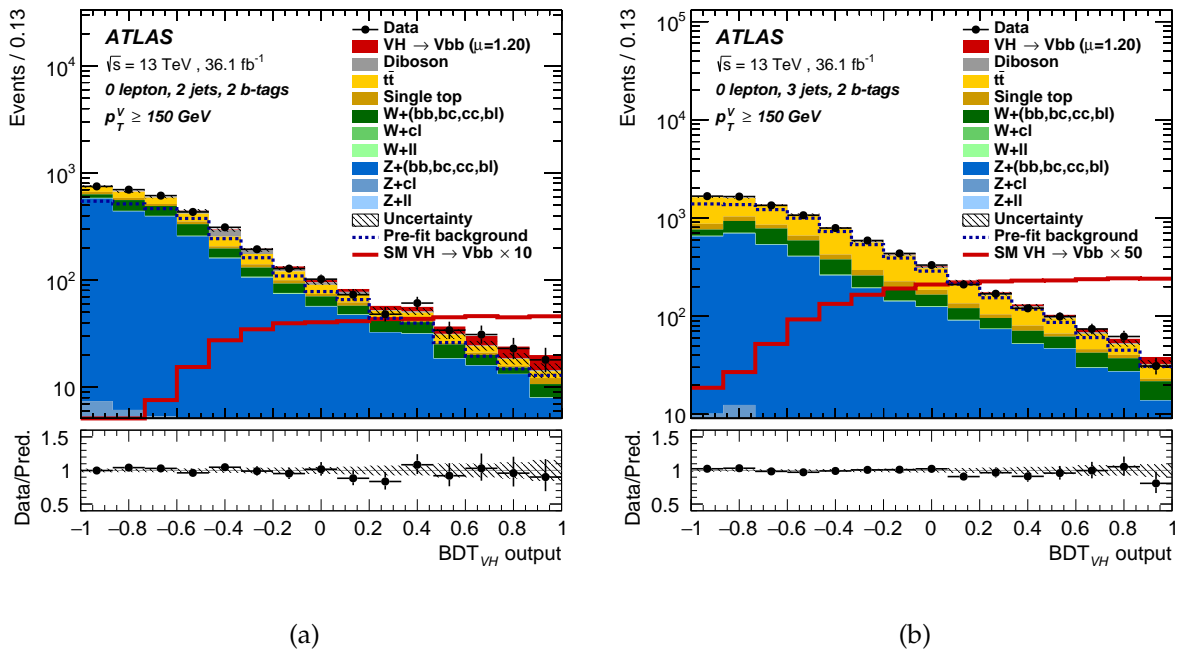 Events / 0.13
10⁴
10³
10²
10
ATLAS
√s = 13 TeV , 36.1 fb⁻¹
0 lepton, 2 jets, 2 b-tags
p_T^V ≥ 150 GeV
Data
VH → Vbb (μ=1.20)
Diboson
tt̄
Single top
W+(bb,bc,cc,bl)
W+cl
W+ll
Z+(bb,bc,cc,bl)
Z+cl
Z+ll
Uncertainty
Pre-fit background
SM VH → Vbb × 10
Data/Pred.
1.5
1
0.5
−1 −0.8 −0.6 −0.4 −0.2 0 0.2 0.4 0.6 0.8 1
BDT_VH output
(a)
Events / 0.13
10⁵
10⁴
10³
10²
10
ATLAS
√s = 13 TeV , 36.1 fb⁻¹
0 lepton, 3 jets, 2 b-tags
p_T^V ≥ 150 GeV
Data
VH → Vbb (μ=1.20)
Diboson
tt̄
Single top
W+(bb,bc,cc,bl)
W+cl
W+ll
Z+(bb,bc,cc,bl)
Z+cl
Z+ll
Uncertainty
Pre-fit background
SM VH → Vbb × 50
Data/Pred.
1.5
1
0.5
−1 −0.8 −0.6 −0.4 −0.2 0 0.2 0.4 0.6 0.8 1
BDT_VH output
(b)